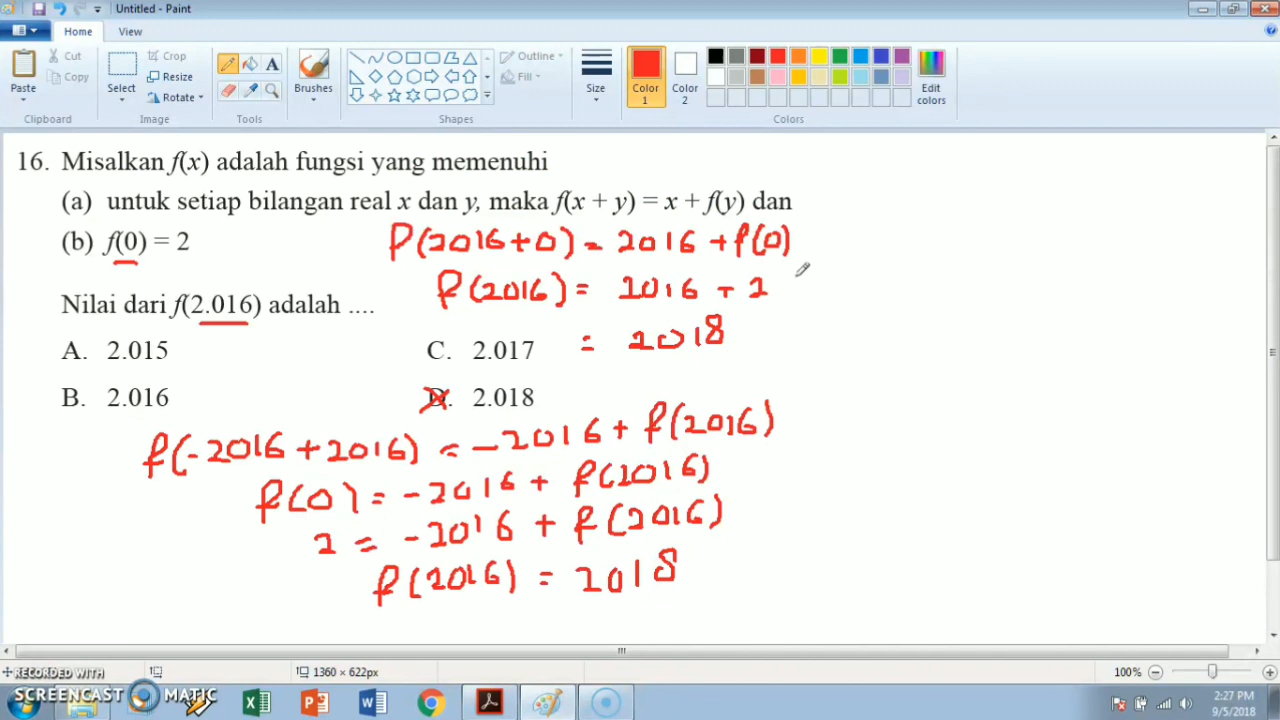 Untitled - Paint
Home View
Paste
Cut
Copy
Clipboard
Select
Crop
Resize
Rotate
Image
Tools
Brushes
Shapes
Outline
Fill
Size
Color 1
Color 2
Edit colors
Colors
16. Misalkan f(x) adalah fungsi yang memenuhi
(a) untuk setiap bilangan real x dan y, maka f(x + y) = x + f(y) dan
(b) f(0) = 2
f(2016+0) = 2016 + f(0)
f(2016) = 2016 + 2
= 2018
Nilai dari f(2.016) adalah ....
A. 2.015
C. 2.017
B. 2.016
D. 2.018
f(-2016+2016) = -2016 + f(2016)
f(0) = -2016 + f(2016)
2 = -2016 + f(2016)
f(2016) = 2018
1360 × 622px
100%
RECORDED WITH
SCREENCAST MATIC
2:27 PM
9/5/2018